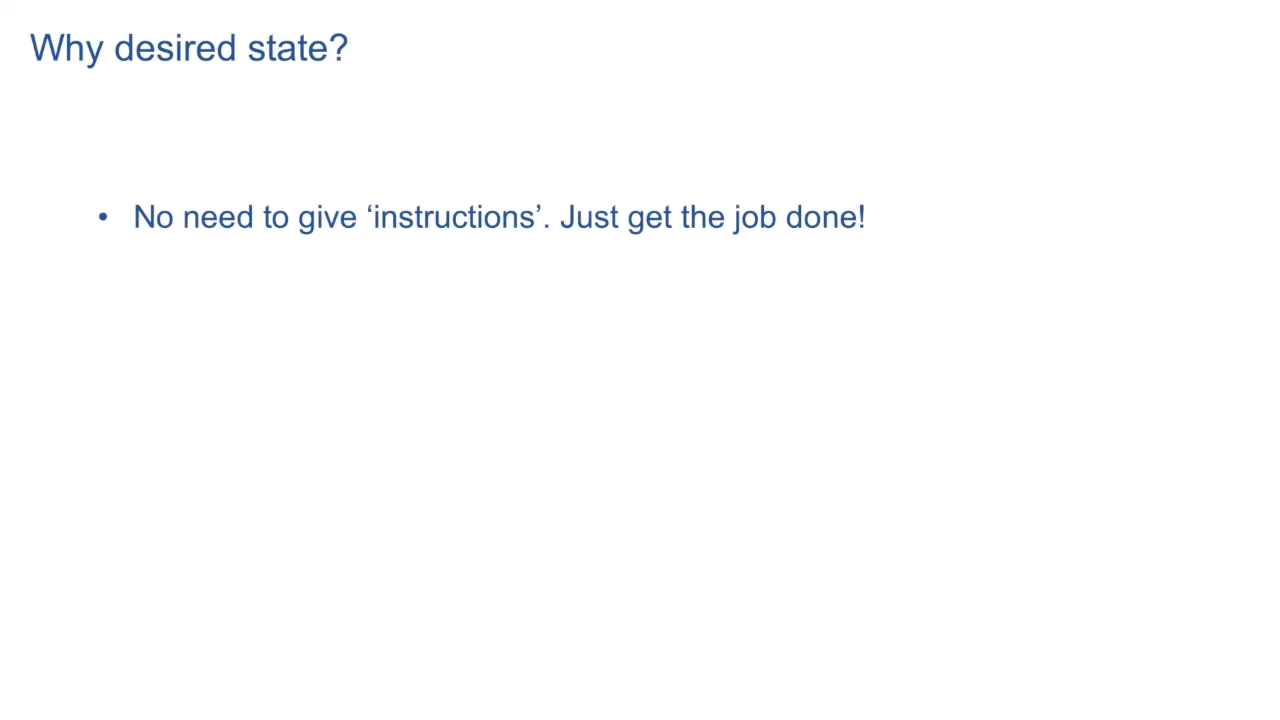 Why desired state?
• No need to give ‘instructions’. Just get the job done!